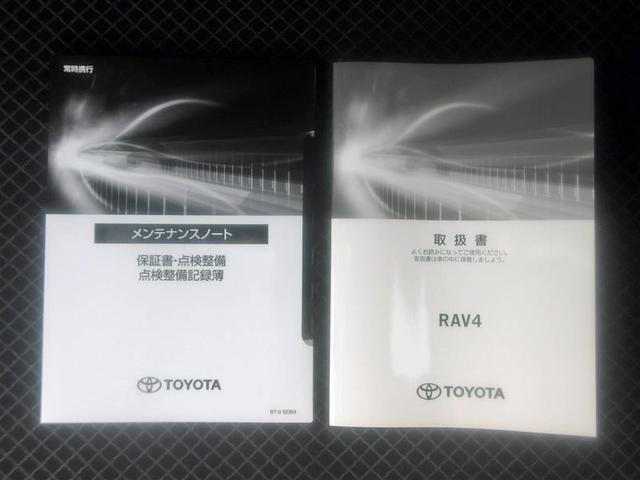 常時携行
メンテナンスノート
保証書・点検整備
点検整備記録簿
TOYOTA
取扱書
よくお読みになってご使用ください。
取扱書は車の中に保管しましょう。
RAV4
TOYOTA